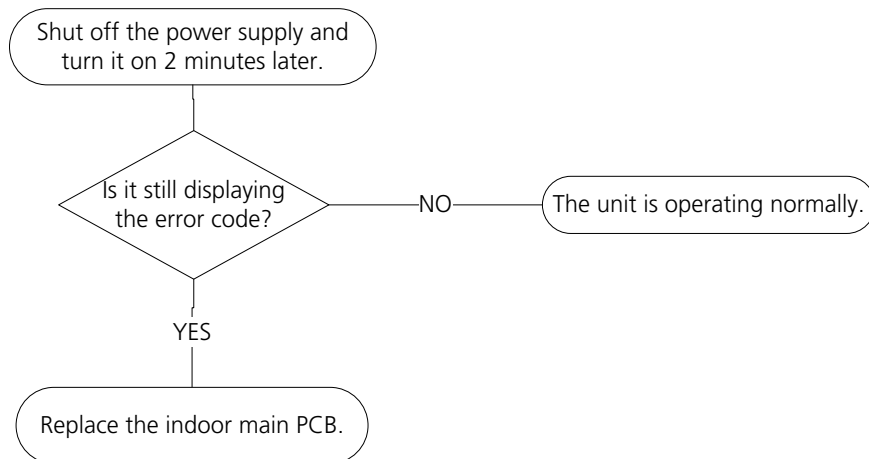 Shut off the power supply and
turn it on 2 minutes later.
Is it still displaying
the error code?
NO
The unit is operating normally.
YES
Replace the indoor main PCB.